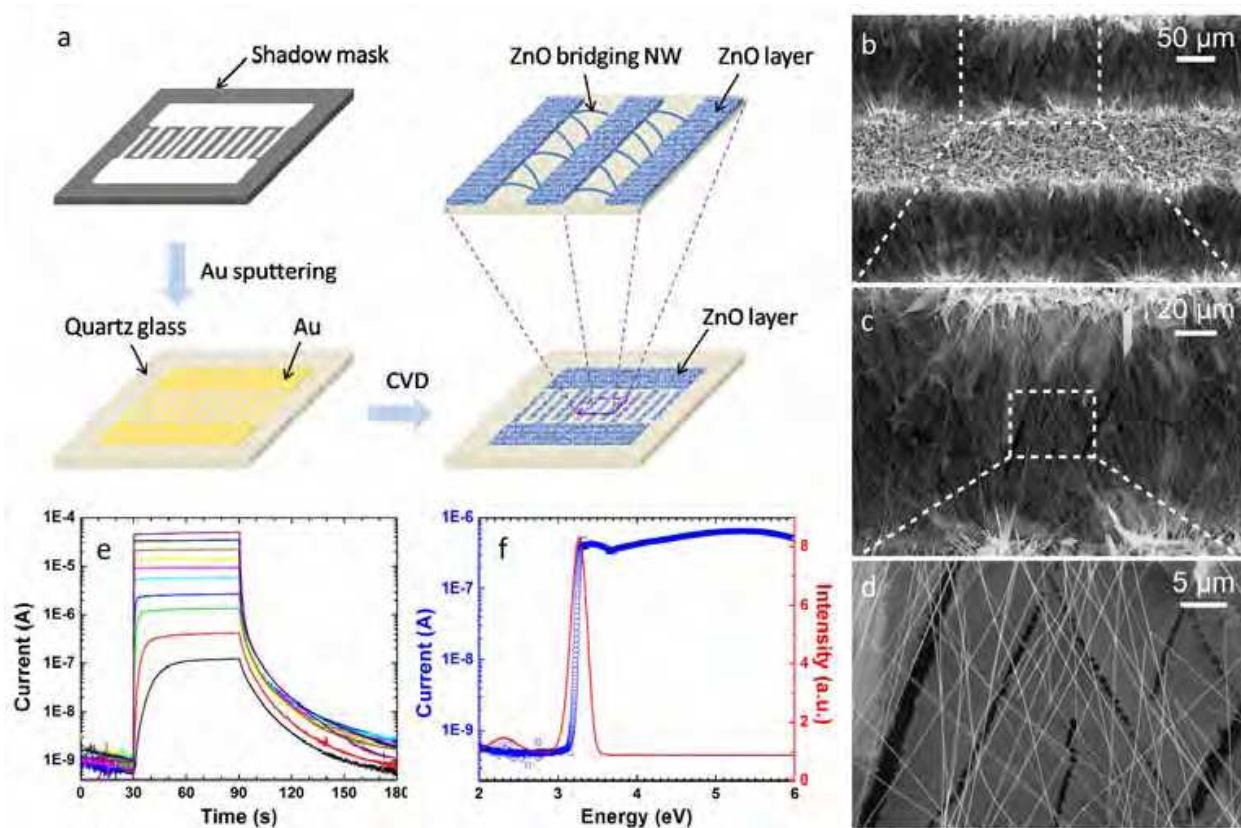 a
Shadow mask
ZnO bridging NW
ZnO layer
Au sputtering
Quartz glass
Au
CVD
ZnO layer
b
50 µm
c
20 µm
d
5 µm
e
1E-4
1E-5
1E-6
1E-7
1E-8
1E-9
Current (A)
0 30 60 90 120 150 180
Time (s)
f
1E-6
1E-7
1E-8
1E-9
Current (A)
8
6
4
2
0
Intensity (a.u.)
2 3 4 5 6
Energy (eV)